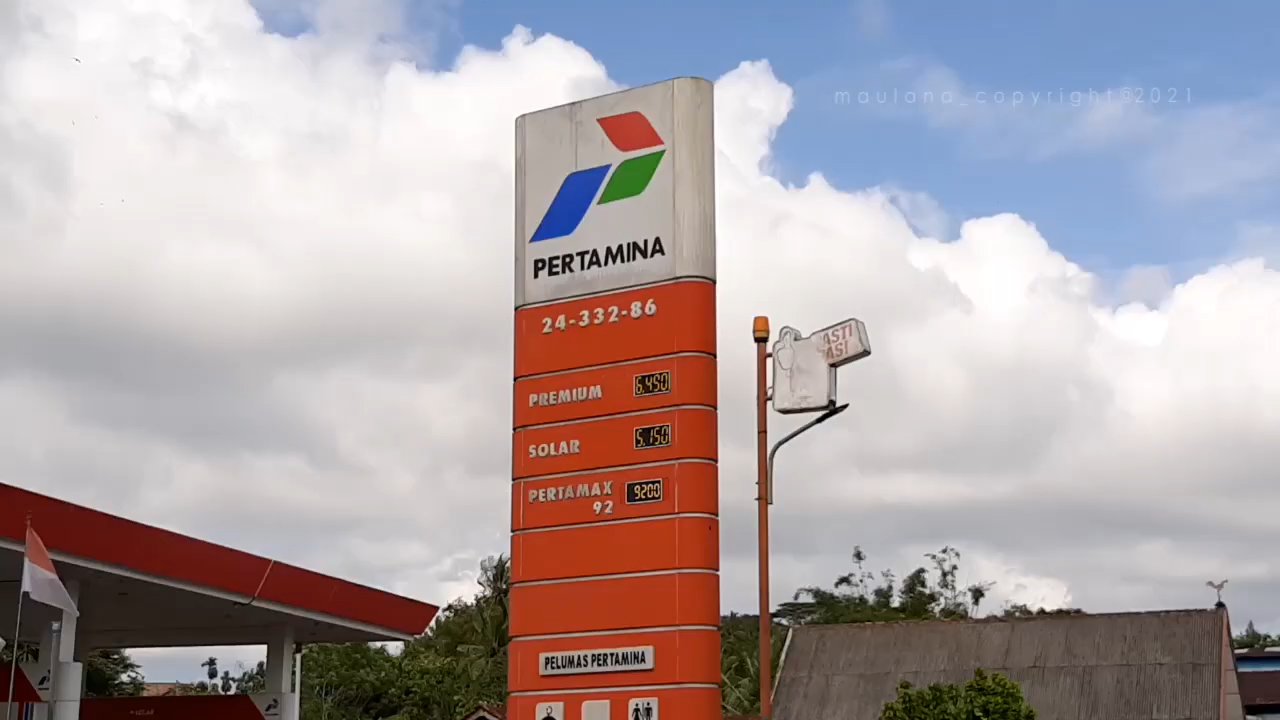 maulana_copyright©2021
PERTAMINA
24-332-86
PREMIUM 6.450
SOLAR 5.150
PERTAMAX 9200
92
PELUMAS PERTAMINA